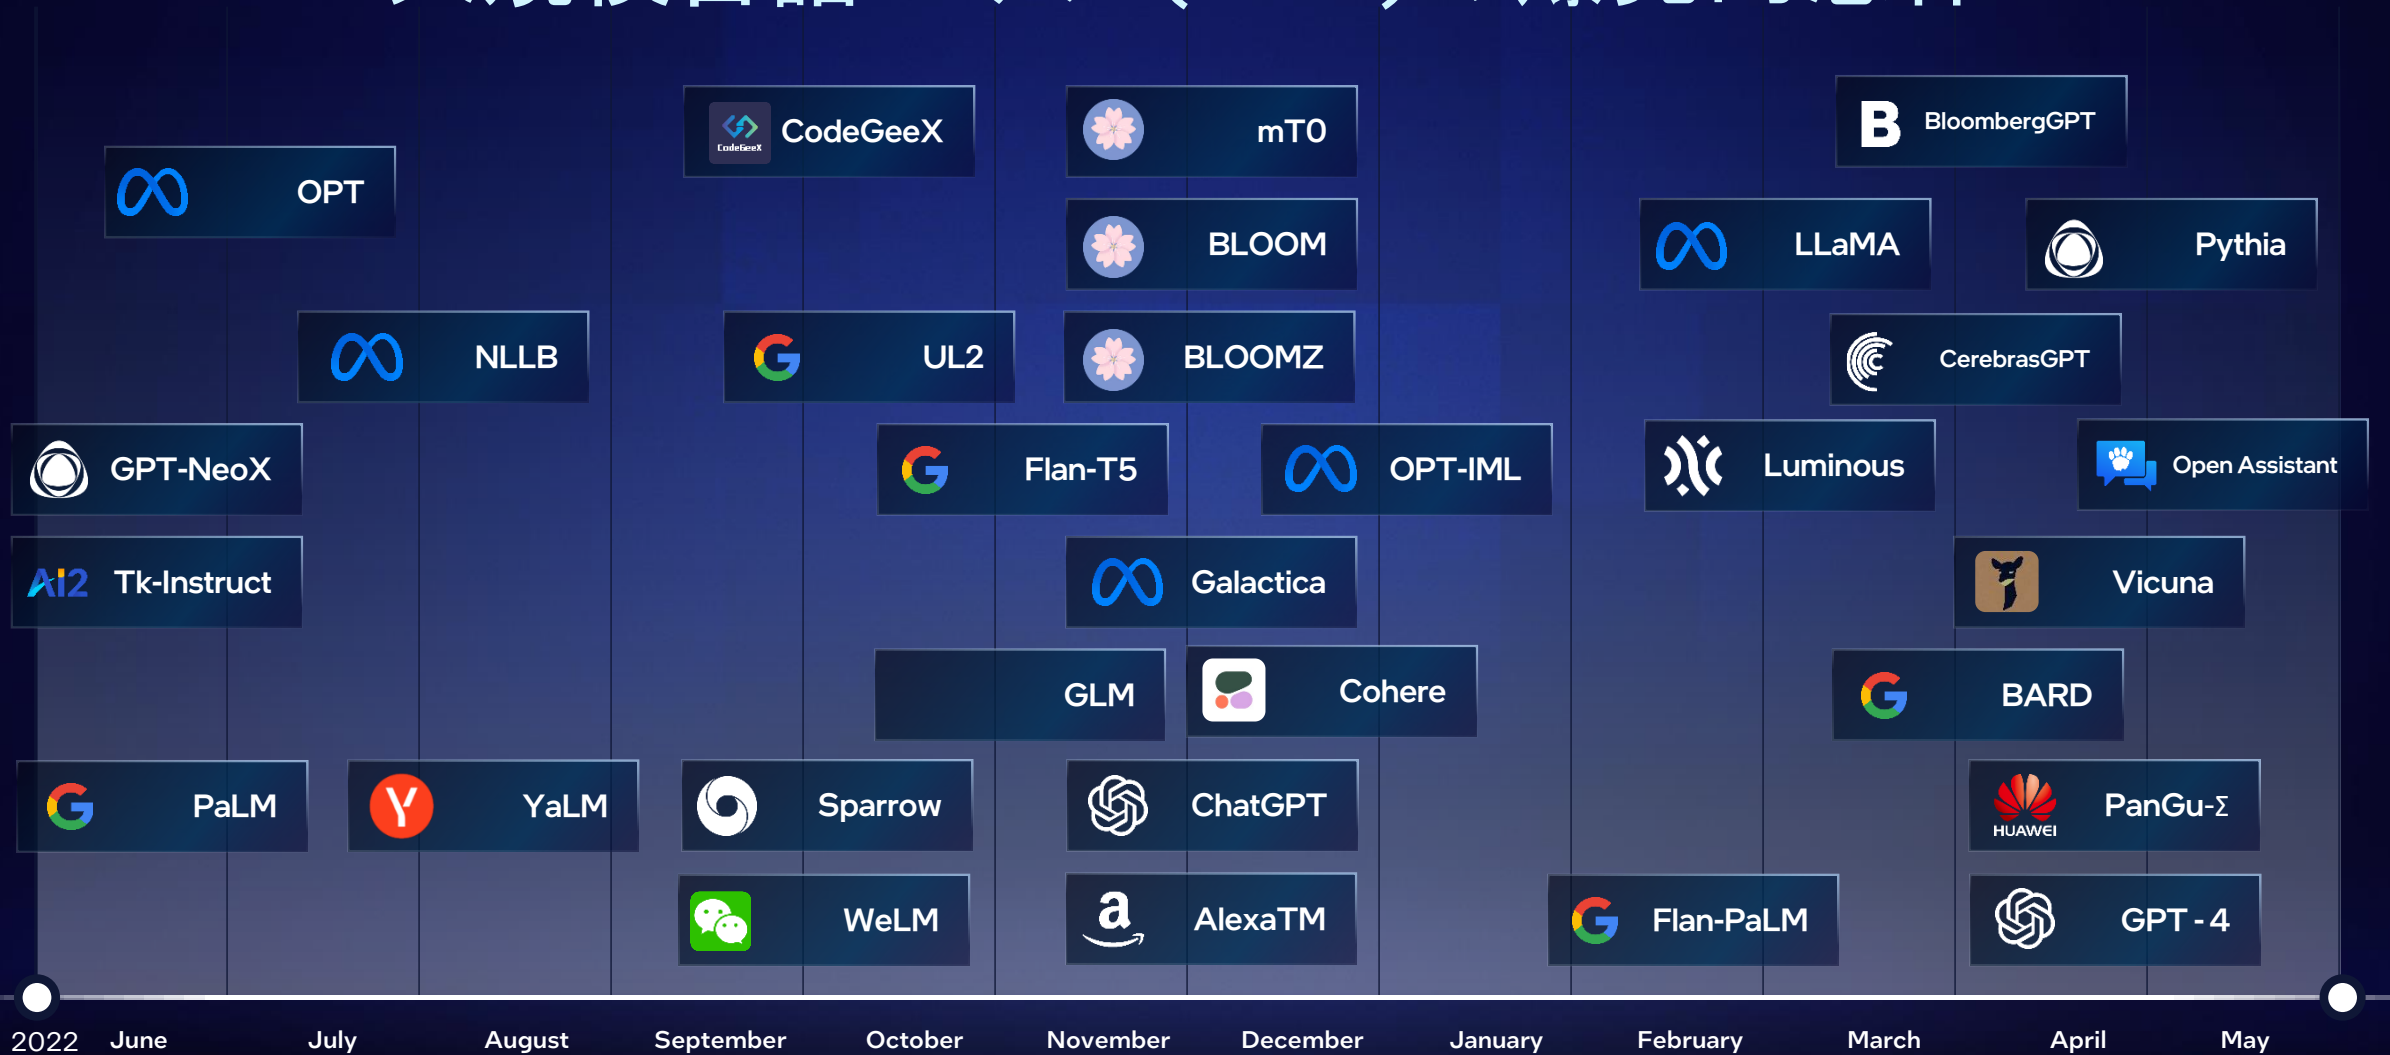 CodeGeeX
CodeGeeX
mT0
BloombergGPT
OPT
BLOOM
LLaMA
Pythia
NLLB
UL2
BLOOMZ
CerebrasGPT
GPT-NeoX
Flan-T5
OPT-IML
Luminous
Open Assistant
Ai2 Tk-Instruct
Galactica
Vicuna
GLM
Cohere
BARD
PaLM
YaLM
Sparrow
ChatGPT
HUAWEI
PanGu-Σ
WeLM
AlexaTM
Flan-PaLM
GPT - 4
2022 June July August September October November December January February March April May